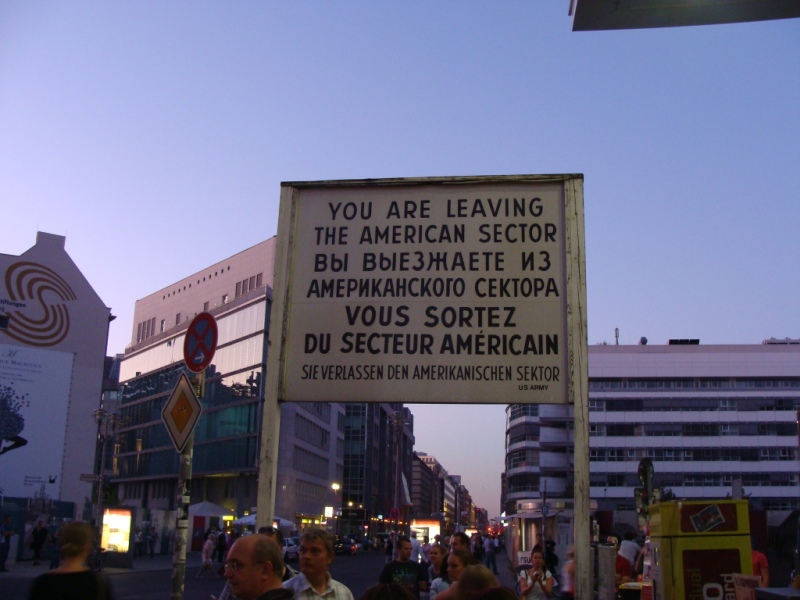 YOU ARE LEAVING
THE AMERICAN SECTOR
ВЫ ВЫЕЗЖАЕТЕ ИЗ
АМЕРИКАНСКОГО СЕКТОРА
VOUS SORTEZ
DU SECTEUR AMÉRICAIN
SIE VERLASSEN DEN AMERIKANISCHEN SEKTOR
US ARMY